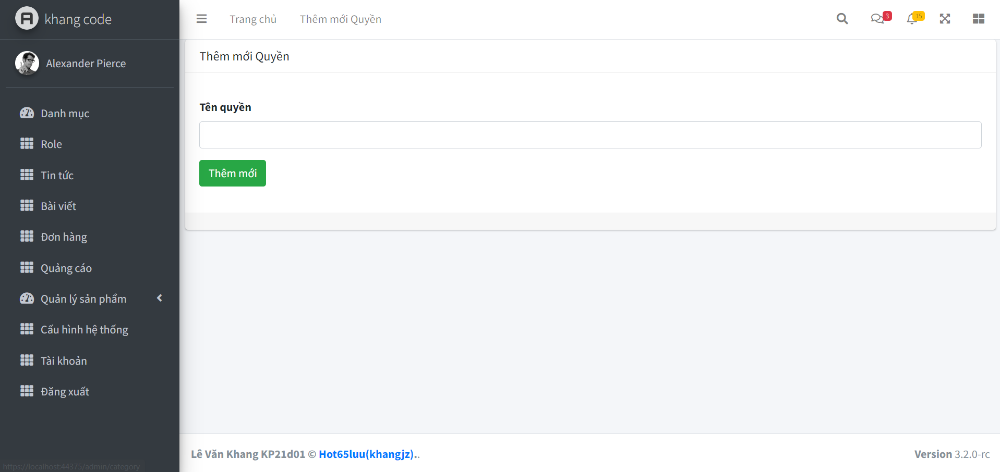 khang code
Trang chủ
Thêm mới Quyền
3
15
Alexander Pierce
Danh mục
Role
Tin tức
Bài viết
Đơn hàng
Quảng cáo
Quản lý sản phẩm
Cấu hình hệ thống
Tài khoản
Đăng xuất
Thêm mới Quyền
Tên quyền
Thêm mới
Lê Văn Khang KP21d01 © Hot65luu(khangjz)..
Version 3.2.0-rc
https://localhost:44375/admin/category